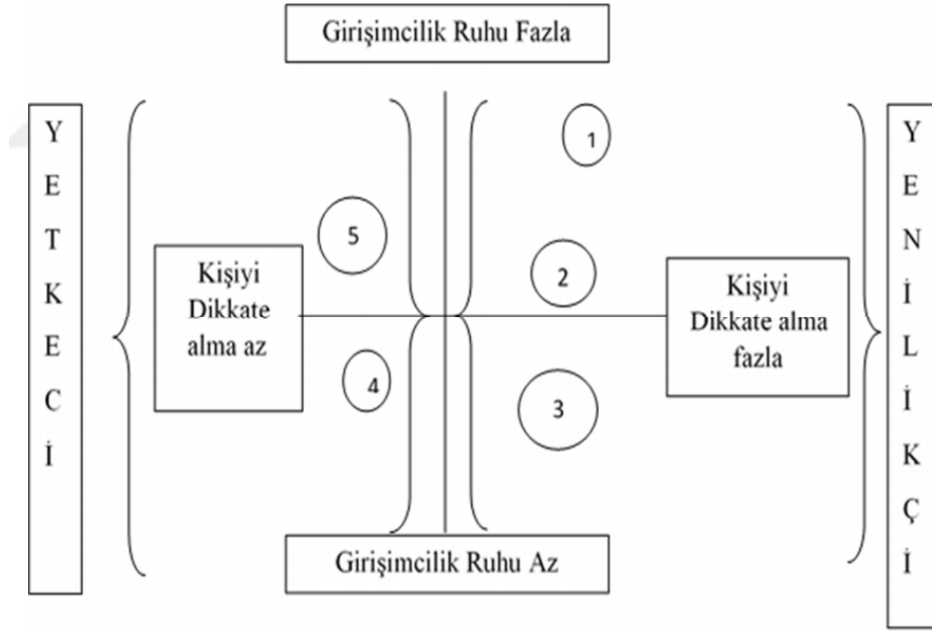 Girişimcilik Ruhu Fazla
Y
E
T
K
E
C
İ
Kişiyi
Dikkate
alma az
5
4
1
2
3
Kişiyi
Dikkate alma
fazla
Y
E
N
İ
L
İ
K
Ç
İ
Girişimcilik Ruhu Az